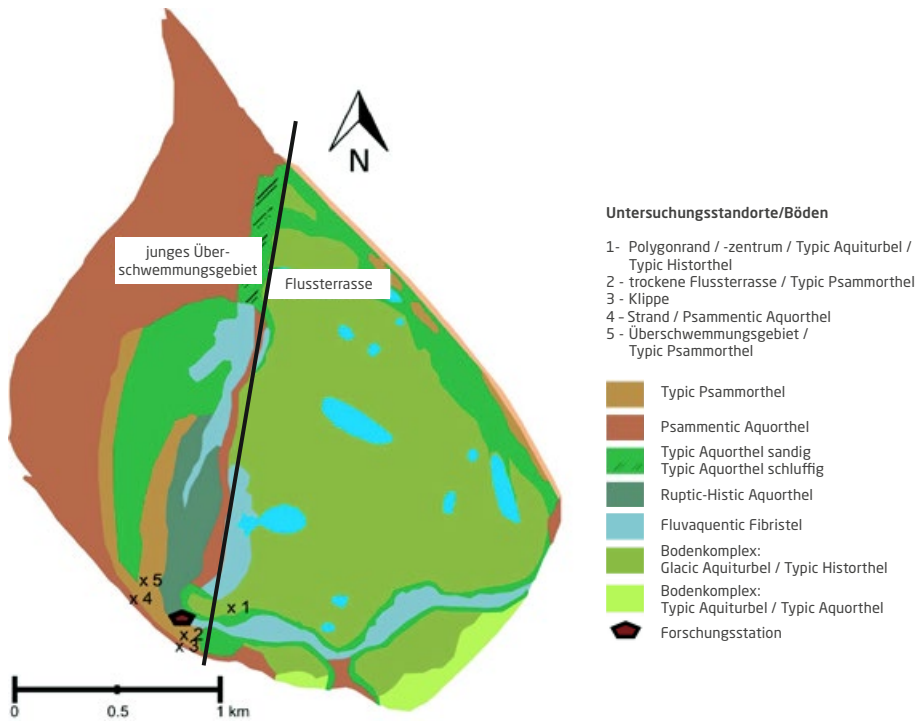 N
junges Über-
schwemmungsgebiet
Flussterrasse
x 5
x 4
x 1
x 2
x 3
0 0.5 1 km
Untersuchungsstandorte/Böden
1- Polygonrand / -zentrum / Typic Aquiturbel /
Typic Historthel
2 - trockene Flussterrasse / Typic Psammorthel
3 - Klippe
4 – Strand / Psammentic Aquorthel
5 - Überschwemmungsgebiet /
Typic Psammorthel
Typic Psammorthel
Psammentic Aquorthel
Typic Aquorthel sandig
Typic Aquorthel schluffig
Ruptic-Histic Aquorthel
Fluvaquentic Fibristel
Bodenkomplex:
Glacic Aquiturbel / Typic Historthel
Bodenkomplex:
Typic Aquiturbel / Typic Aquorthel
Forschungsstation